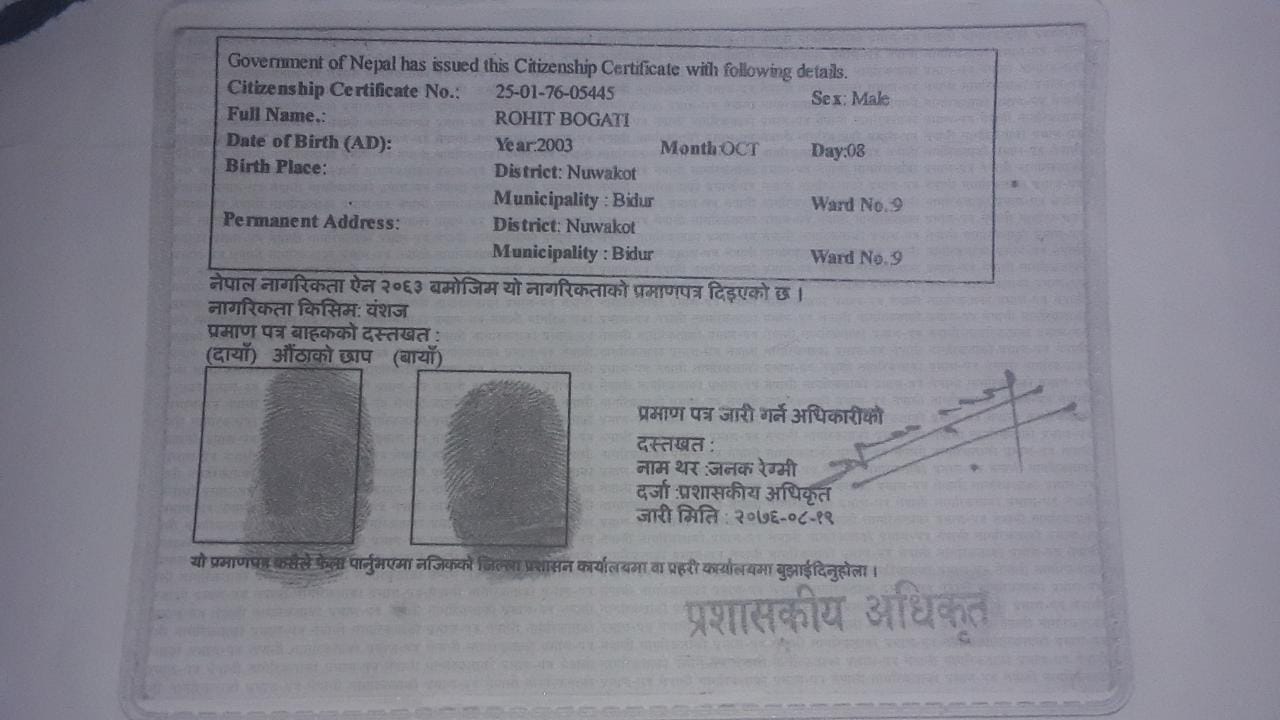 Government of Nepal has issued this Citizenship Certificate with following details.
Citizenship Certificate No.: 25-01-76-05445 Sex: Male
Full Name.: ROHIT BOGATI
Date of Birth (AD): Year:2003 Month:OCT Day:08
Birth Place: District: Nuwakot
Municipality : Bidur Ward No.:9
Permanent Address: District: Nuwakot
Municipality : Bidur Ward No.:9
नेपाल नागरिकता ऐन २०६३ बमोजिम यो नागरिकताको प्रमाणपत्र दिइएको छ ।
नागरिकता किसिम: वंशज
प्रमाण पत्र बाहकको दस्तखत :
(दायाँ) औंठाको छाप (बायाँ)
प्रमाण पत्र जारी गर्ने अधिकारीको
दस्तखत :
नाम थर :जनक रेग्मी
दर्जा :प्रशासकीय अधिकृत
जारी मिति : २०७६-०८-१९
यो प्रमाणपत्र कसैले फेला पार्नुभएमा नजिकको जिल्ला प्रशासन कार्यालयमा वा प्रहरी कार्यालयमा बुझाईदिनुहोला ।
प्रशासकीय अधिकृत